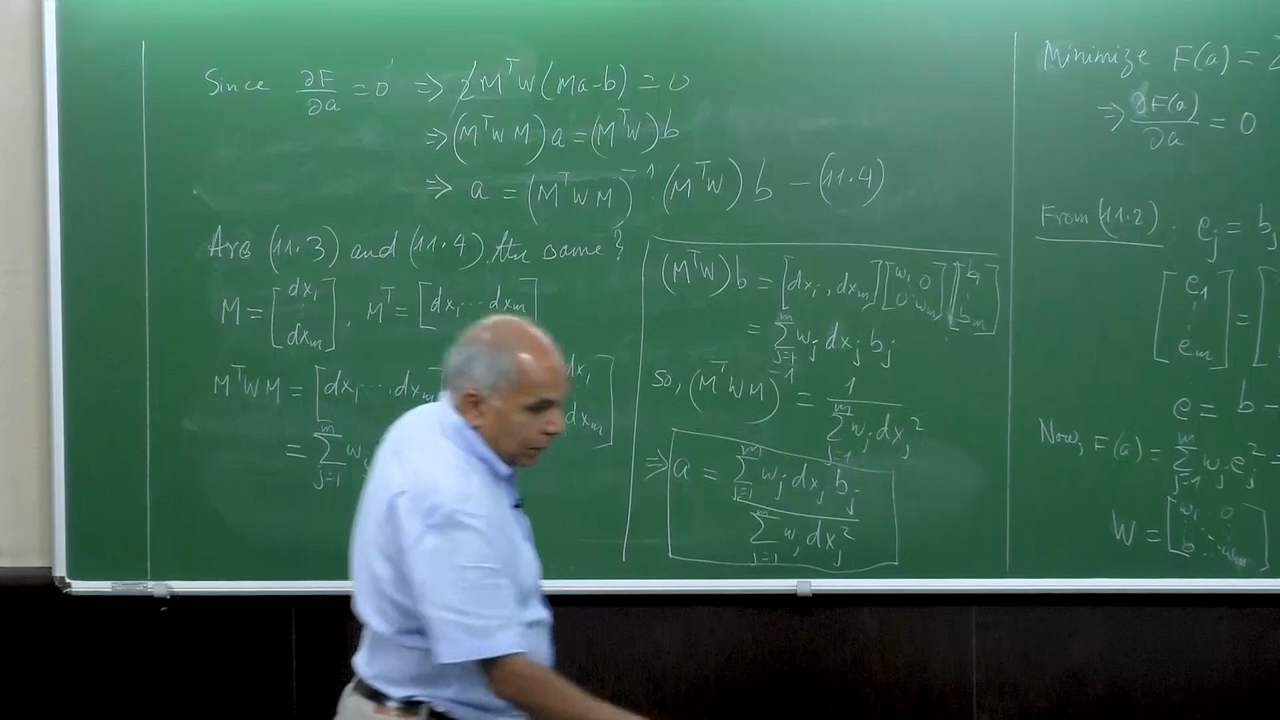 Since ∂F/∂a = 0 ⇒ 2MᵀW(Ma-b) = 0
⇒ (MᵀWM)a = (MᵀW)b
⇒ a = (MᵀWM)⁻¹(MᵀW)b – (11.4)
Are (11.3) and (11.4) the same?
M = [dx₁ ⋮ dxₘ], Mᵀ = [dx₁ ... dxₘ]
MᵀWM = [dx₁ ... dxₘ
dx₁
dxₘ]
= Σⱼ₌₁ᵐ w
(MᵀW)b = [dx₁, dxₘ][w₁ 0 0 wₘ][b₁ ⋮ bₘ]
= Σⱼ₌₁ᵐ wⱼ dxⱼ bⱼ
so, (MᵀWM)⁻¹ = 1 / Σⱼ₌₁ᵐ wⱼ dxⱼ²
⇒ a = Σⱼ₌₁ᵐ wⱼ dxⱼ bⱼ / Σⱼ₌₁ᵐ wⱼ dxⱼ²
Minimize F(a) =
⇒ ∂F(a)/∂a = 0
From (11.2). eⱼ = bⱼ
[e₁ ⋮ eₘ] = [
e = b –
Now, F(a) = Σⱼ₌₁ᵐ wⱼ eⱼ² =
W = [w₁ 0 ⋮ ⋱ 0 wₘ]